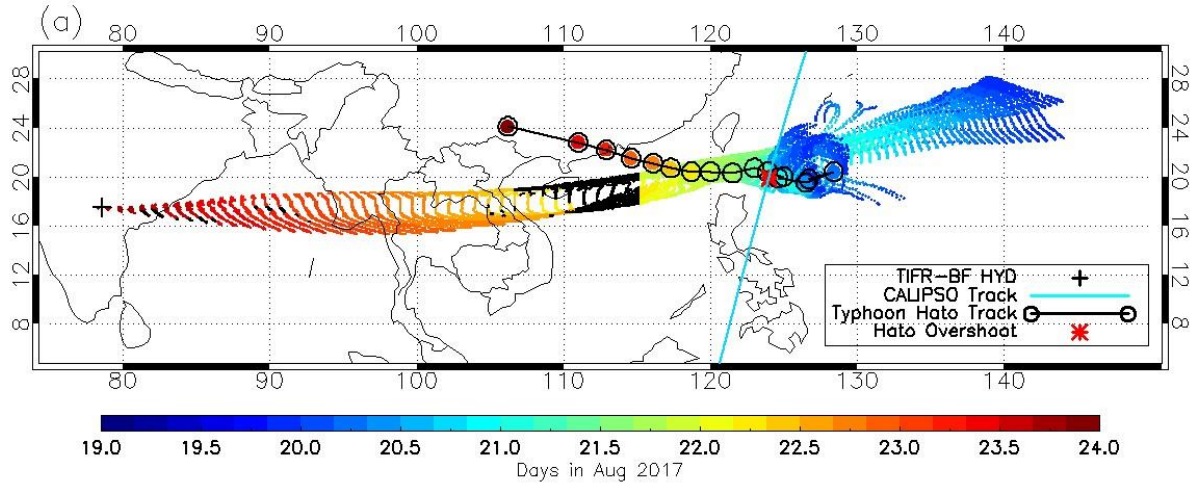 (a)
80 90 100 110 120 130 140
28 28
24 24
20 20
16 16
12 12
8 8
TIFR-BF HYD
CALIPSO Track
Typhoon Hato Track
Hato Overshoot
80 90 100 110 120 130 140
19.0 19.5 20.0 20.5 21.0 21.5 22.0 22.5 23.0 23.5 24.0
Days in Aug 2017